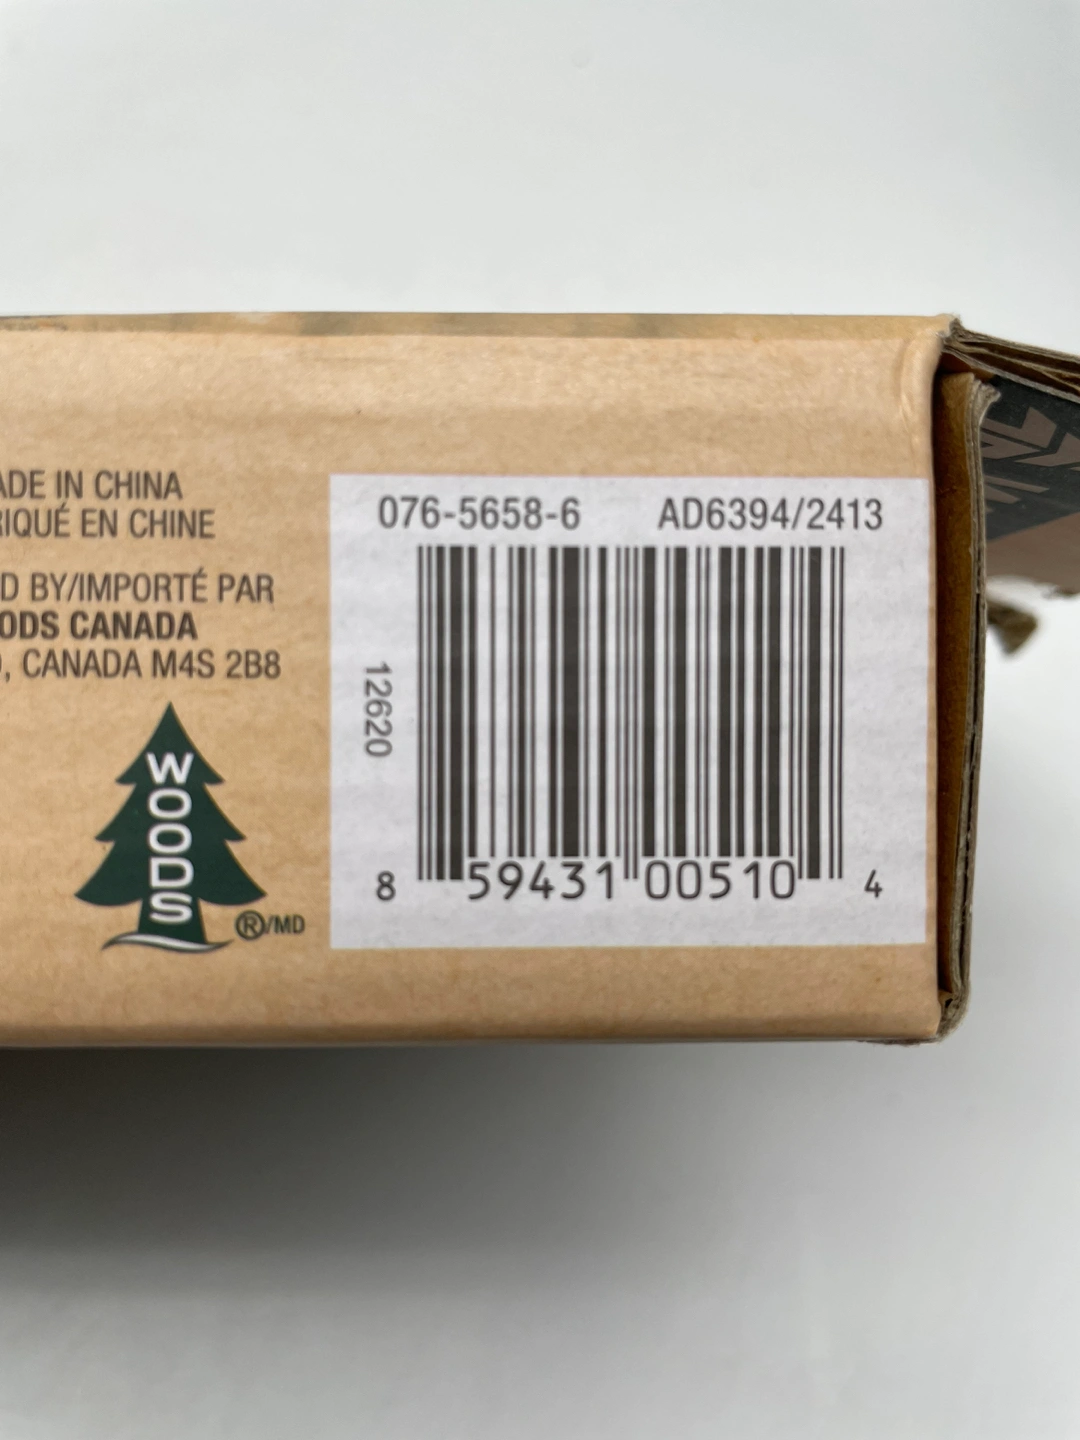 ADE IN CHINA
RIQUÉ EN CHINE
D BY/IMPORTÉ PAR
ODS CANADA
, CANADA M4S 2B8
WOODS
®/MD
076-5658-6 AD6394/2413
12620
8 59431 00510 4